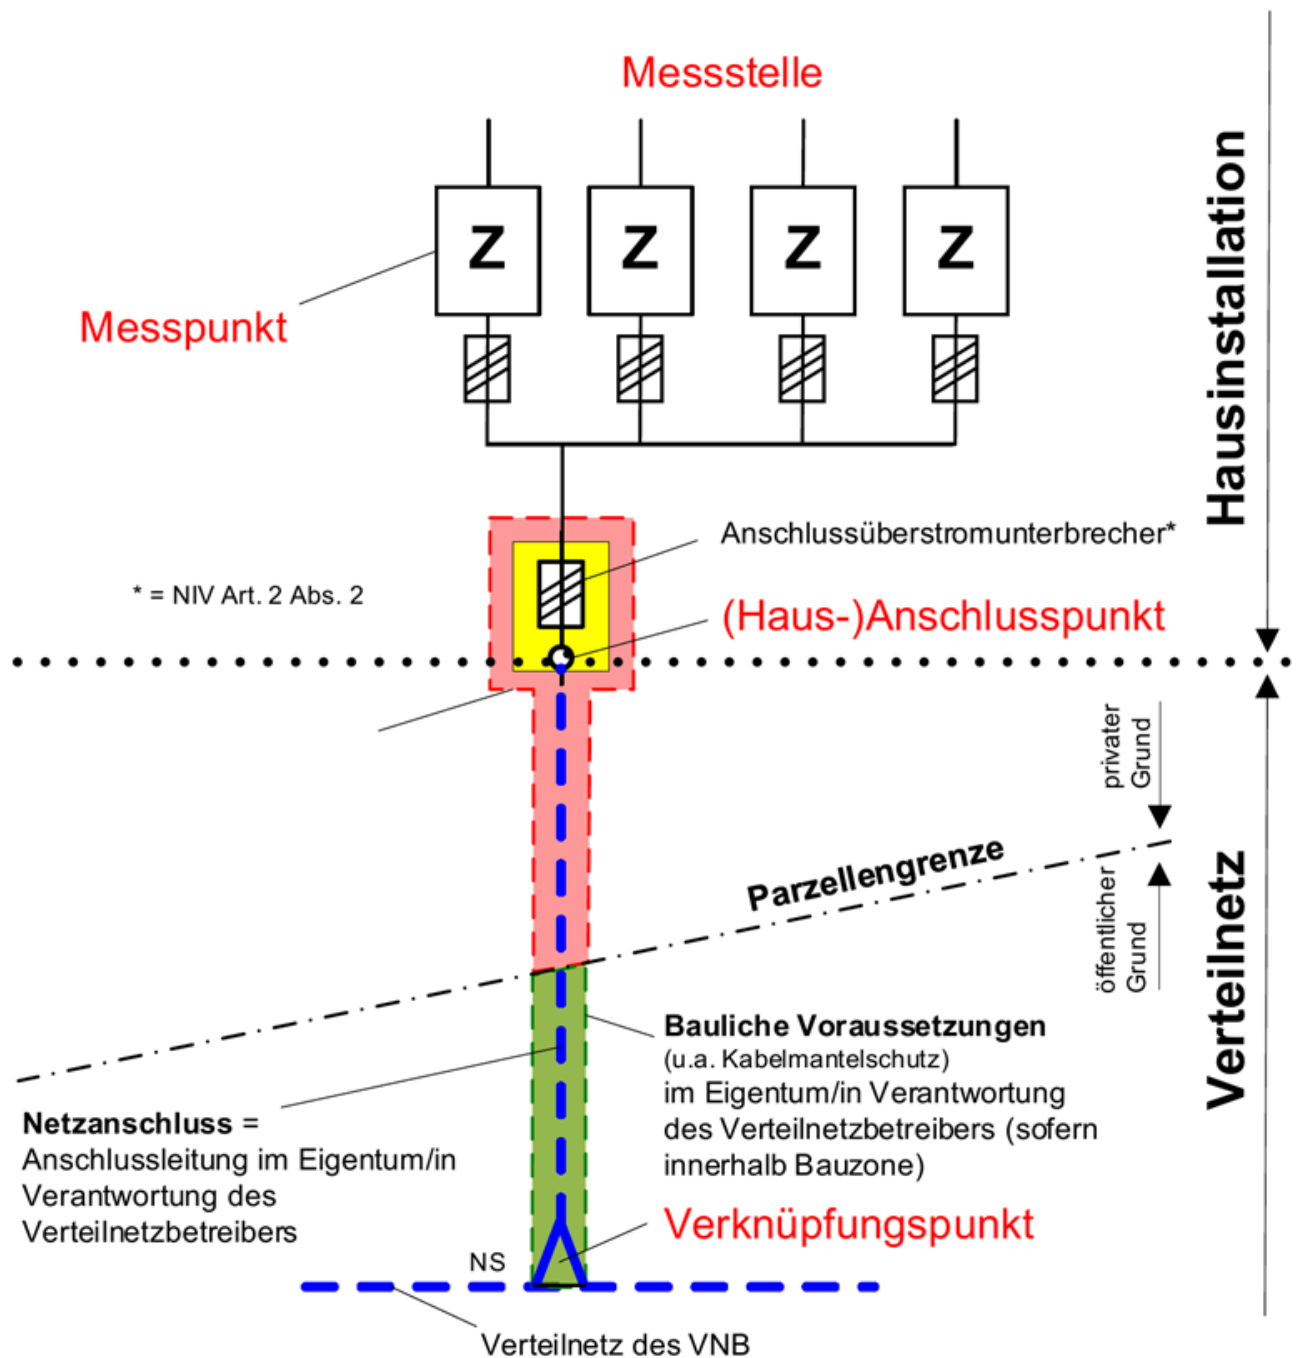 Messstelle
Z
Z
Z
Z
Messpunkt
Hausinstallation
Anschlussüberstromunterbrecher*
* = NIV Art. 2 Abs. 2
(Haus-)Anschlusspunkt
privater
Grund
Parzellengrenze
öffentlicher
Grund
Verteilnetz
Bauliche Voraussetzungen
(u.a. Kabelmantelschutz)
im Eigentum/in Verantwortung
des Verteilnetzbetreibers (sofern
innerhalb Bauzone)
Netzanschluss =
Anschlussleitung im Eigentum/in
Verantwortung des
Verteilnetzbetreibers
Verknüpfungspunkt
NS
Verteilnetz des VNB